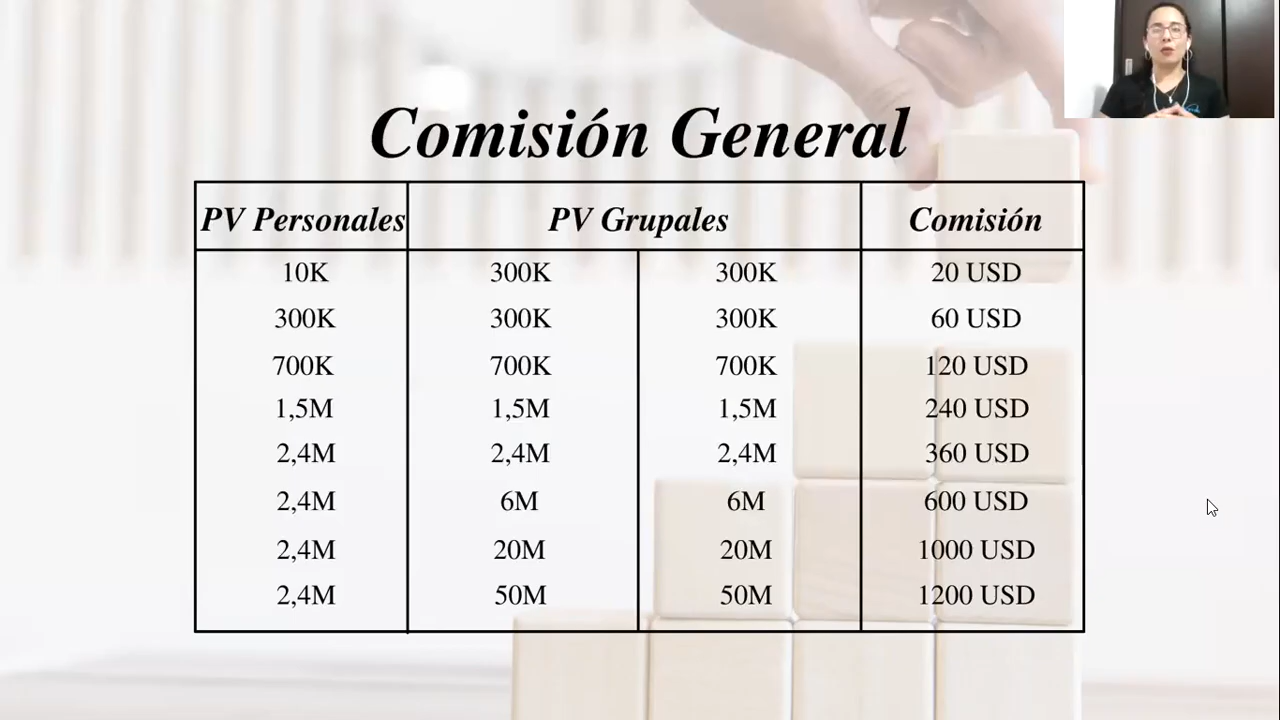 Comisión General
PV Personales PV Grupales Comisión
10K 300K 300K 20 USD
300K 300K 300K 60 USD
700K 700K 700K 120 USD
1,5M 1,5M 1,5M 240 USD
2,4M 2,4M 2,4M 360 USD
2,4M 6M 6M 600 USD
2,4M 20M 20M 1000 USD
2,4M 50M 50M 1200 USD